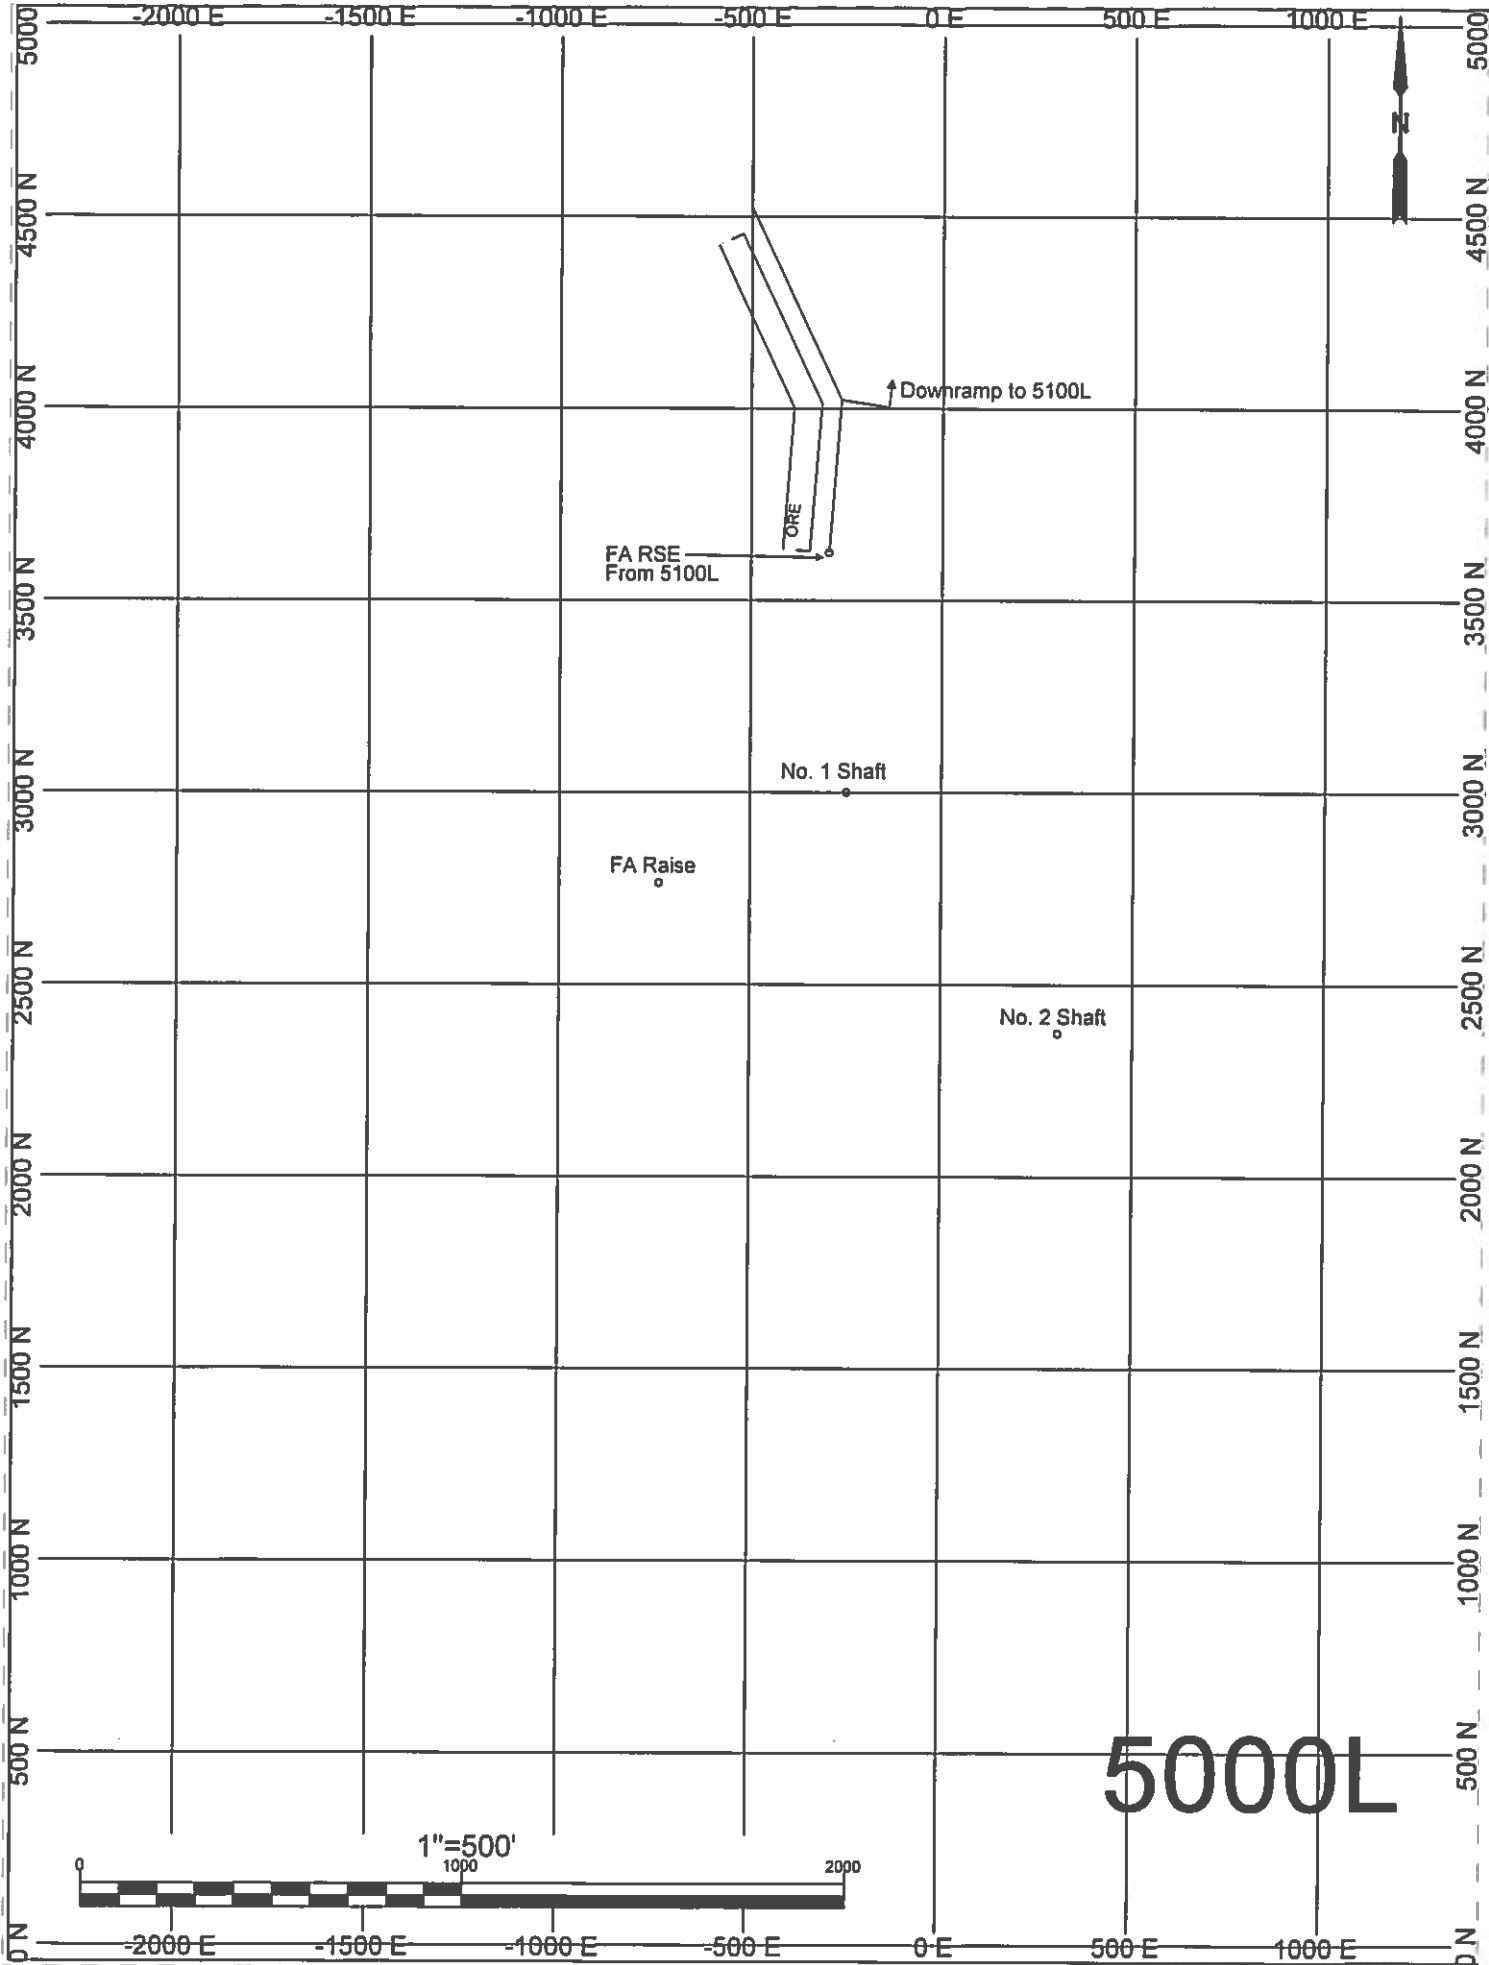 -2000 E -1500 E -1000 E -500 E 0 E 500 E 1000 E
5000 5000
N
4500 N 4500 N
4000 N 4000 N
Downramp to 5100L
ORE
FA RSE
From 5100L
3500 N 3500 N
No. 1 Shaft
3000 N 3000 N
FA Raise
2500 N 2500 N
No. 2 Shaft
2000 N 2000 N
1500 N 1500 N
1000 N 1000 N
500 N 500 N
5000L
1"=500'
0 1000 2000
0 N 0 N
-2000 E -1500 E -1000 E -500 E 0 E 500 E 1000 E